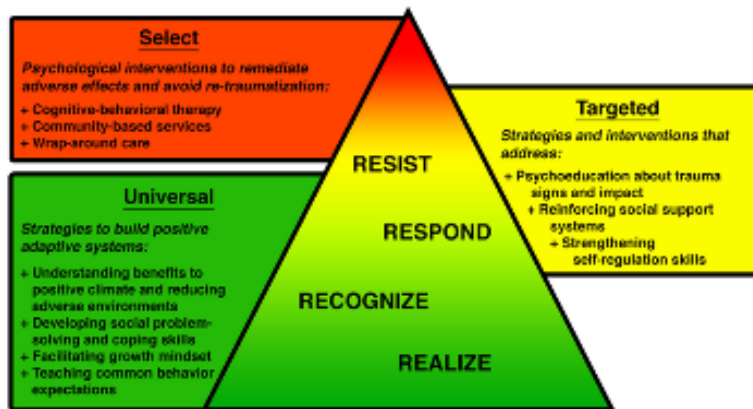 Select
Psychological interventions to remediate
adverse effects and avoid re-traumatization:
+ Cognitive-behavioral therapy
+ Community-based services
+ Wrap-around care
Universal
Strategies to build positive
adaptive systems:
+ Understanding benefits to
positive climate and reducing
adverse environments
+ Developing social problem-
solving and coping skills
+ Facilitating growth mindset
+ Teaching common behavior
expectations
RESIST
RESPOND
RECOGNIZE
REALIZE
Targeted
Strategies and interventions that
address:
+ Psychoeducation about trauma
signs and impact
+ Reinforcing social support
systems
+ Strengthening
self-regulation skills